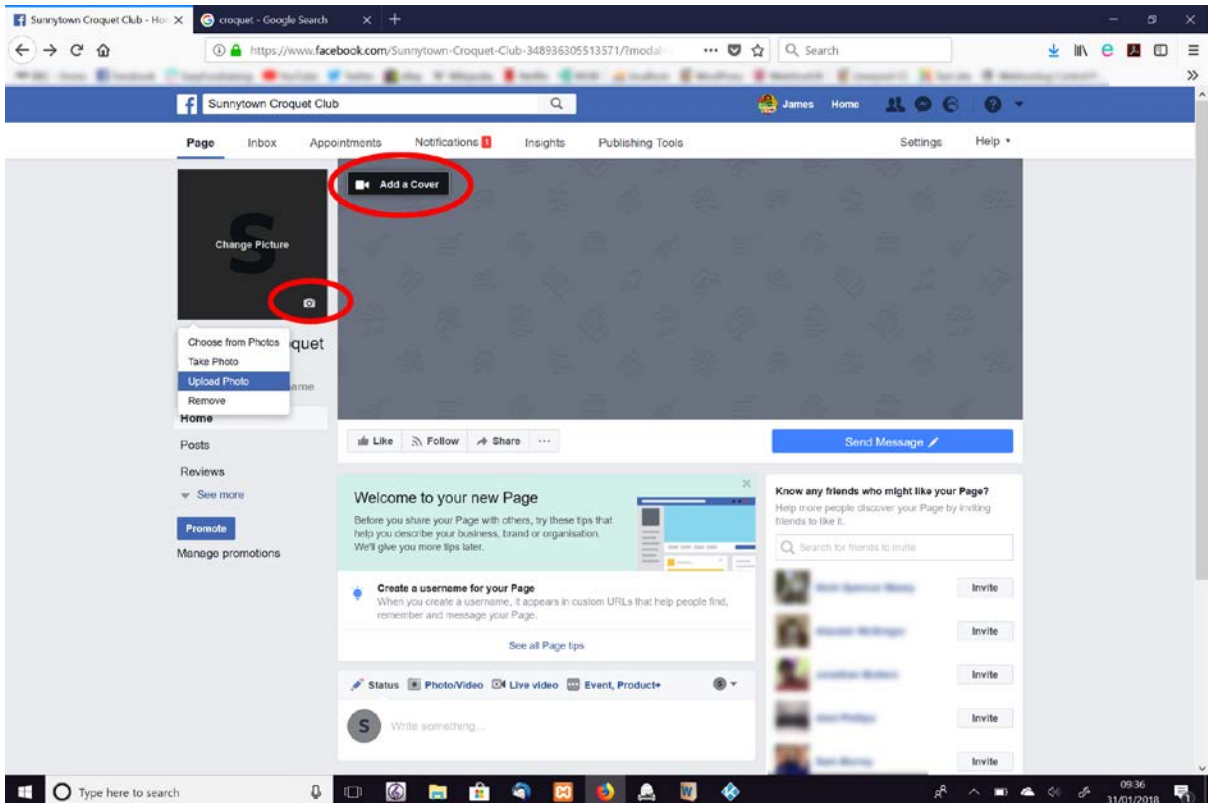 Sunnytown Croquet Club - Ho
croquet - Google Search
https://www.facebook.com/Sunnytown-Croquet-Club-348936305513571/?modal=
Search
Sunnytown Croquet Club
James Home
Page Inbox Appointments Notifications 1 Insights Publishing Tools Settings Help
Add a Cover
S
Change Picture
Choose from Photos
Take Photo
Upload Photo
Remove
quet
ame
Home
Posts
Reviews
See more
Promote
Manage promotions
Like Follow Share ...
Send Message
Welcome to your new Page
Before you share your Page with others, try these tips that
help you describe your business, brand or organisation.
We'll give you more tips later.
Create a username for your Page
When you create a username, it appears in custom URLs that help people find,
remember and message your Page.
See all Page tips
Status Photo/Video Live video Event, Product+
S
S Write something...
Know any friends who might like your Page?
Help more people discover your Page by inviting
friends to like it.
Search for friends to invite
Invite
Invite
Invite
Invite
Invite
Type here to search
09:36
31/01/2018